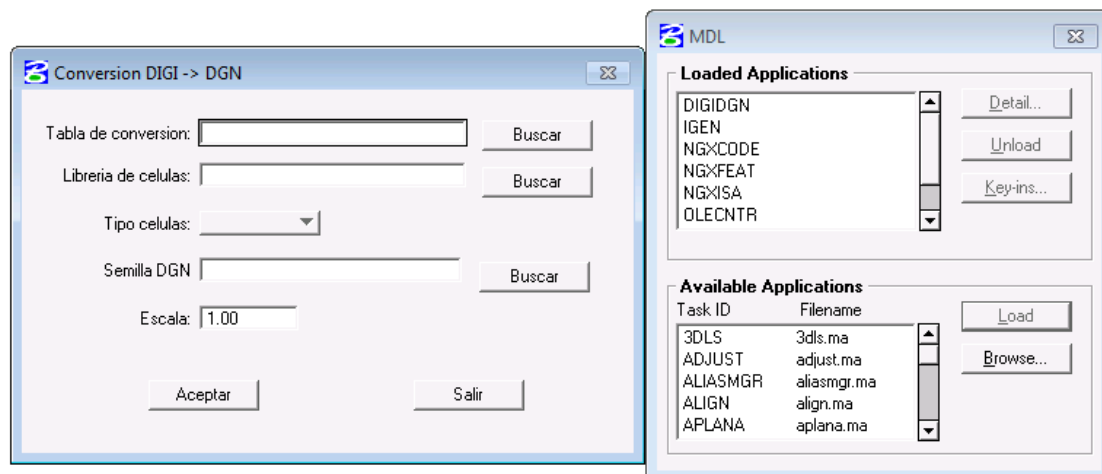 Conversion DIGI -> DGN
Tabla de conversion:
Buscar
Libreria de celulas:
Buscar
Tipo celulas:
Semilla DGN
Buscar
Escala: 1.00
Aceptar
Salir
MDL
Loaded Applications
DIGIDGN
IGEN
NGXCODE
NGXFEAT
NGXISA
OLECNTR
Detail...
Unload
Key-ins...
Available Applications
Task ID Filename
3DLS 3dls.ma
ADJUST adjust.ma
ALIASMGR aliasmgr.ma
ALIGN align.ma
APLANA aplana.ma
Load
Browse...